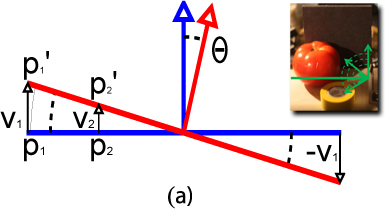 θ
p₁' p₂'
v₁ v₂ -v₁
p₁ p₂
(a)